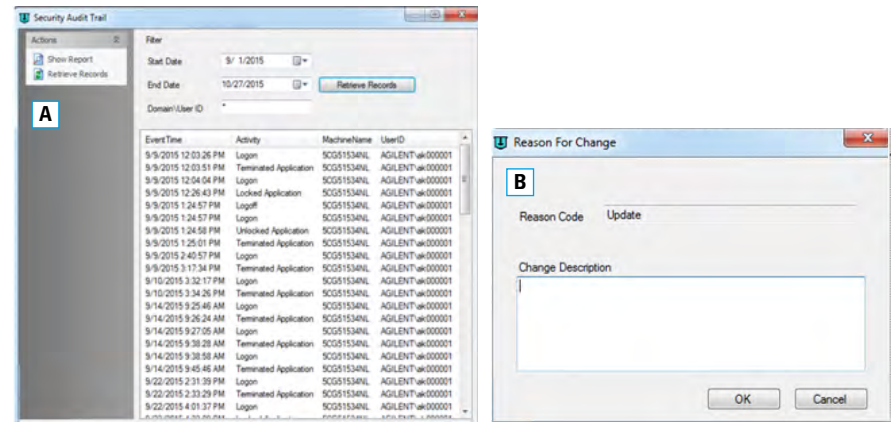 Security Audit Trail
Actions
Show Report
Retrieve Records
A
Filter
Start Date 9/ 1/2015
End Date 10/27/2015 Retrieve Records
Domain\User ID *
EventTime Activity MachineName UserID
9/9/2015 12:03:26 PM Logon 5CG51534NL AGILENT\ak000001
9/9/2015 12:03:51 PM Terminated Application 5CG51534NL AGILENT\ak000001
9/9/2015 12:04:04 PM Logon 5CG51534NL AGILENT\ak000001
9/9/2015 12:26:43 PM Locked Application 5CG51534NL AGILENT\ak000001
9/9/2015 1:24:57 PM Logoff 5CG51534NL AGILENT\ak000001
9/9/2015 1:24:57 PM Logon 5CG51534NL AGILENT\ak000001
9/9/2015 1:24:58 PM Unlocked Application 5CG51534NL AGILENT\ak000001
9/9/2015 1:25:01 PM Terminated Application 5CG51534NL AGILENT\ak000001
9/9/2015 2:40:57 PM Logon 5CG51534NL AGILENT\ak000001
9/9/2015 3:17:34 PM Terminated Application 5CG51534NL AGILENT\ak000001
9/10/2015 3:32:17 PM Logon 5CG51534NL AGILENT\ak000001
9/10/2015 3:34:26 PM Terminated Application 5CG51534NL AGILENT\ak000001
9/14/2015 9:25:46 AM Logon 5CG51534NL AGILENT\ak000001
9/14/2015 9:26:24 AM Terminated Application 5CG51534NL AGILENT\ak000001
9/14/2015 9:27:05 AM Logon 5CG51534NL AGILENT\ak000001
9/14/2015 9:38:28 AM Terminated Application 5CG51534NL AGILENT\ak000001
9/14/2015 9:38:58 AM Logon 5CG51534NL AGILENT\ak000001
9/14/2015 9:45:46 AM Terminated Application 5CG51534NL AGILENT\ak000001
9/22/2015 2:31:39 PM Logon 5CG51534NL AGILENT\ak000001
9/22/2015 2:33:29 PM Terminated Application 5CG51534NL AGILENT\ak000001
9/22/2015 4:01:37 PM Logon 5CG51534NL AGILENT\ak000001
Reason For Change
B
Reason Code Update
Change Description
OK Cancel